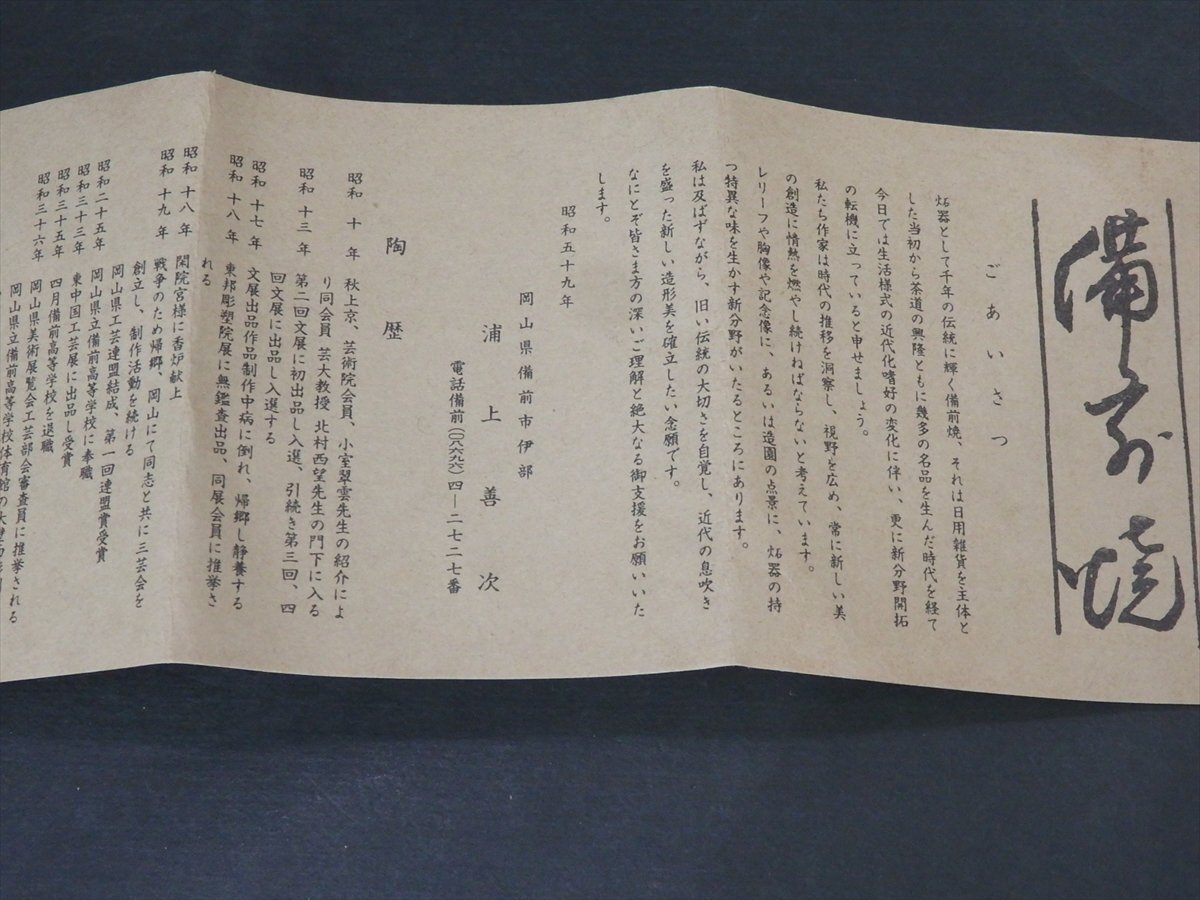 備前焼
ごあいさつ
炻器として千年の伝統に輝く備前焼、それは日用雑貨を主体と
した当初から茶道の興隆ともに幾多の名品を生んだ時代を経て
今日では生活様式の近代化嗜好の変化に伴い、更に新分野開拓
の転機に立っていると申せましょう。
私たち作家は時代の推移を洞察し、視野を広め、常に新しい美
の創造に情熱を燃やし続けねばならないと考えています。
レリーフや胸像や記念像に、あるいは造園の点景に、炻器の持
つ特異な味を生かす新分野がいたるところにあります。
私は及ばずながら、旧い伝統の大切さを自覚し、近代の息吹き
を盛った新しい造形美を確立したい念願です。
なにとぞ皆さま方の深いご理解と絶大なる御支援をお願いいた
します。
昭和五十九年
岡山県備前市伊部
浦上善次
電話備前(〇八六九六)四―二七二七番
陶歴
昭和十年 秋上京、芸術院会員、小室翠雲先生の紹介によ
り同会員 芸大教授 北村西望先生の門下に入る
昭和十三年 第二回文展に初出品し入選、引続き第三回、四
回文展に出品し入選する
昭和十七年 文展出品作品制作中病に倒れ、帰郷し静養する
昭和十八年 東邦彫塑院展に無鑑査出品、同展会員に推挙さ
れる
昭和十八年 閑院宮様に香炉献上
昭和十九年 戦争のため帰郷、岡山にて同志と共に三芸会を
創立し、制作活動を続ける
岡山県工芸連盟結成、第一回連盟賞受賞
昭和二十五年 岡山県立備前高等学校に奉職
昭和三十三年 東中国工芸展に出品し受賞
昭和三十五年 四月備前高等学校を退職
昭和三十六年 岡山県美術展覧会工芸部会審査員に推挙される
岡山県立備前高等学校体育館の大壁画